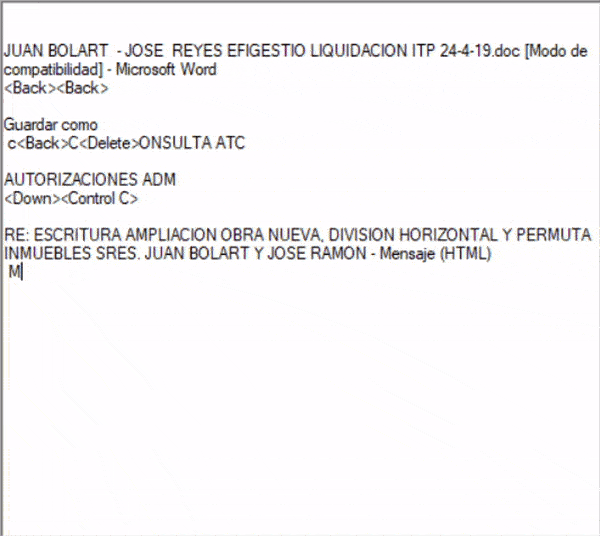 JUAN BOLART - JOSE REYES EFIGESTIO LIQUIDACION ITP 24-4-19.doc [Modo de
compatibilidad] - Microsoft Word
<Back><Back>
Guardar como
c<Back>C<Delete>ONSULTA ATC
AUTORIZACIONES ADM
<Down><Control C>
RE: ESCRITURA AMPLIACION OBRA NUEVA, DIVISION HORIZONTAL Y PERMUTA
INMUEBLES SRES. JUAN BOLART Y JOSE RAMON - Mensaje (HTML)
M